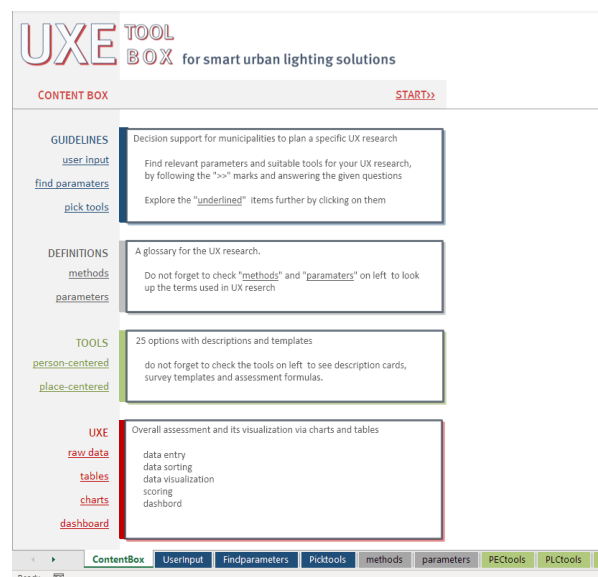 UXE TOOL
BOX for smart urban lighting solutions
CONTENT BOX START>>
GUIDELINES
user input
find paramaters
pick tools
Decision support for municipalities to plan a specific UX research
Find relevant parameters and suitable tools for your UX research,
by following the ">>" marks and answering the given questions
Explore the "underlined" items further by clicking on them
DEFINITIONS
methods
parameters
A glossary for the UX research.
Do not forget to check "methods" and "paramaters" on left to look
up the terms used in UX reserch
TOOLS
person-centered
place-centered
25 options with descriptions and templates
do not forget to check the tools on left to see description cards,
survey templates and assessment formulas.
UXE
raw data
tables
charts
dashboard
Overall assessment and its visualization via charts and tables
data entry
data sorting
data visualization
scoring
dashbord
ContentBox UserInput Findparameters Picktools methods parameters PECtools PLCtools